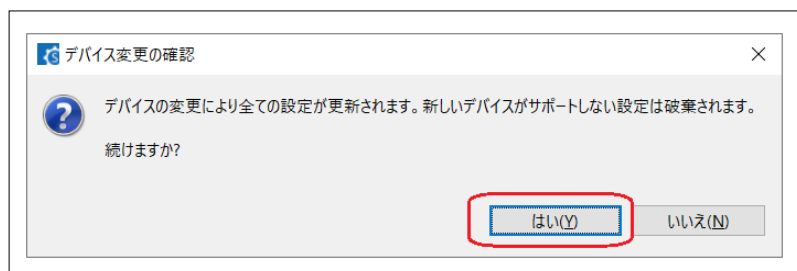 デバイス変更の確認
デバイスの変更により全ての設定が更新されます。新しいデバイスがサポートしない設定は破棄されます。
続けますか?
はい(Y) いいえ(N)